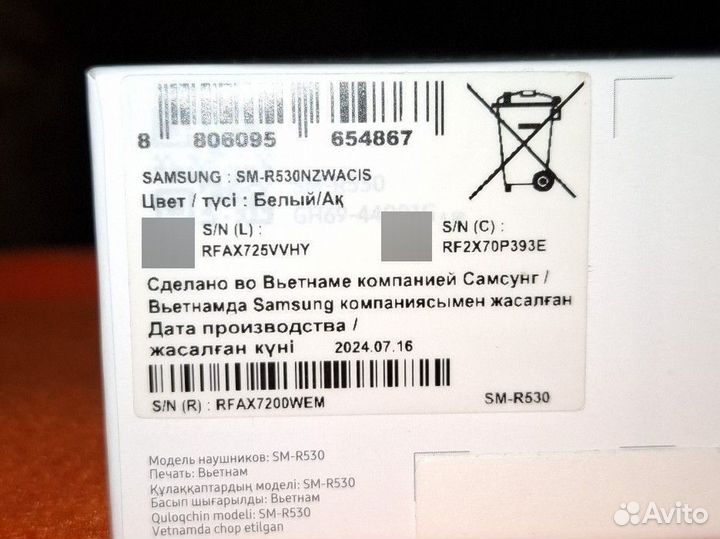 8 806095 654867
SAMSUNG : SM-R530NZWACIS
Цвет / түсі : Белый/Ақ
S/N (L) :
RFAX725VVHY
S/N (C) :
RF2X70P393E
Сделано во Вьетнаме компанией Самсунг /
Вьетнамда Samsung компаниясымен жасалған
Дата производства /
жасалған күні 2024.07.16
S/N (R) : RFAX7200WEM
SM-R530
Модель наушников: SM-R530
Печать: Вьетнам
Құлаққаптардың моделі: SM-R530
Басып шығарылды: Вьетнам
Quloqchin modeli: SM-R530
Vetnamda chop etilgan
Avito